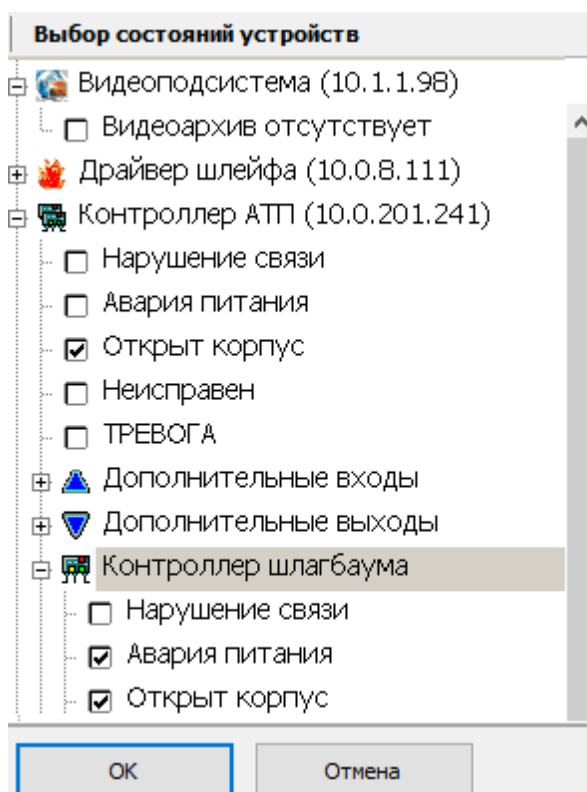 Выбор состояний устройств
Видеоподсистема (10.1.1.98)
Видеоархив отсутствует
Драйвер шлейфа (10.0.8.111)
Контроллер АТП (10.0.201.241)
Нарушение связи
Авария питания
Открыт корпус
Неисправен
ТРЕВОГА
Дополнительные входы
Дополнительные выходы
Контроллер шлагбаума
Нарушение связи
Авария питания
Открыт корпус
ОК
Отмена